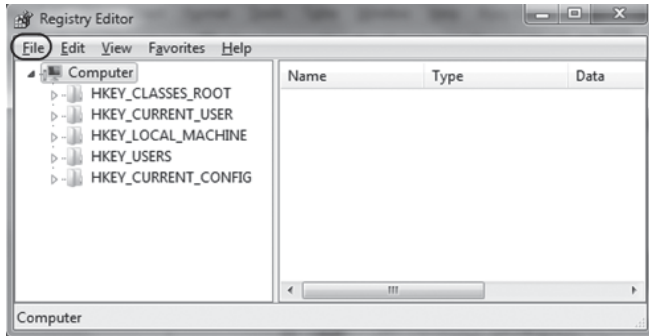 Registry Editor
File Edit View Favorites Help
Computer
Name Type Data
HKEY_CLASSES_ROOT
HKEY_CURRENT_USER
HKEY_LOCAL_MACHINE
HKEY_USERS
HKEY_CURRENT_CONFIG
Computer